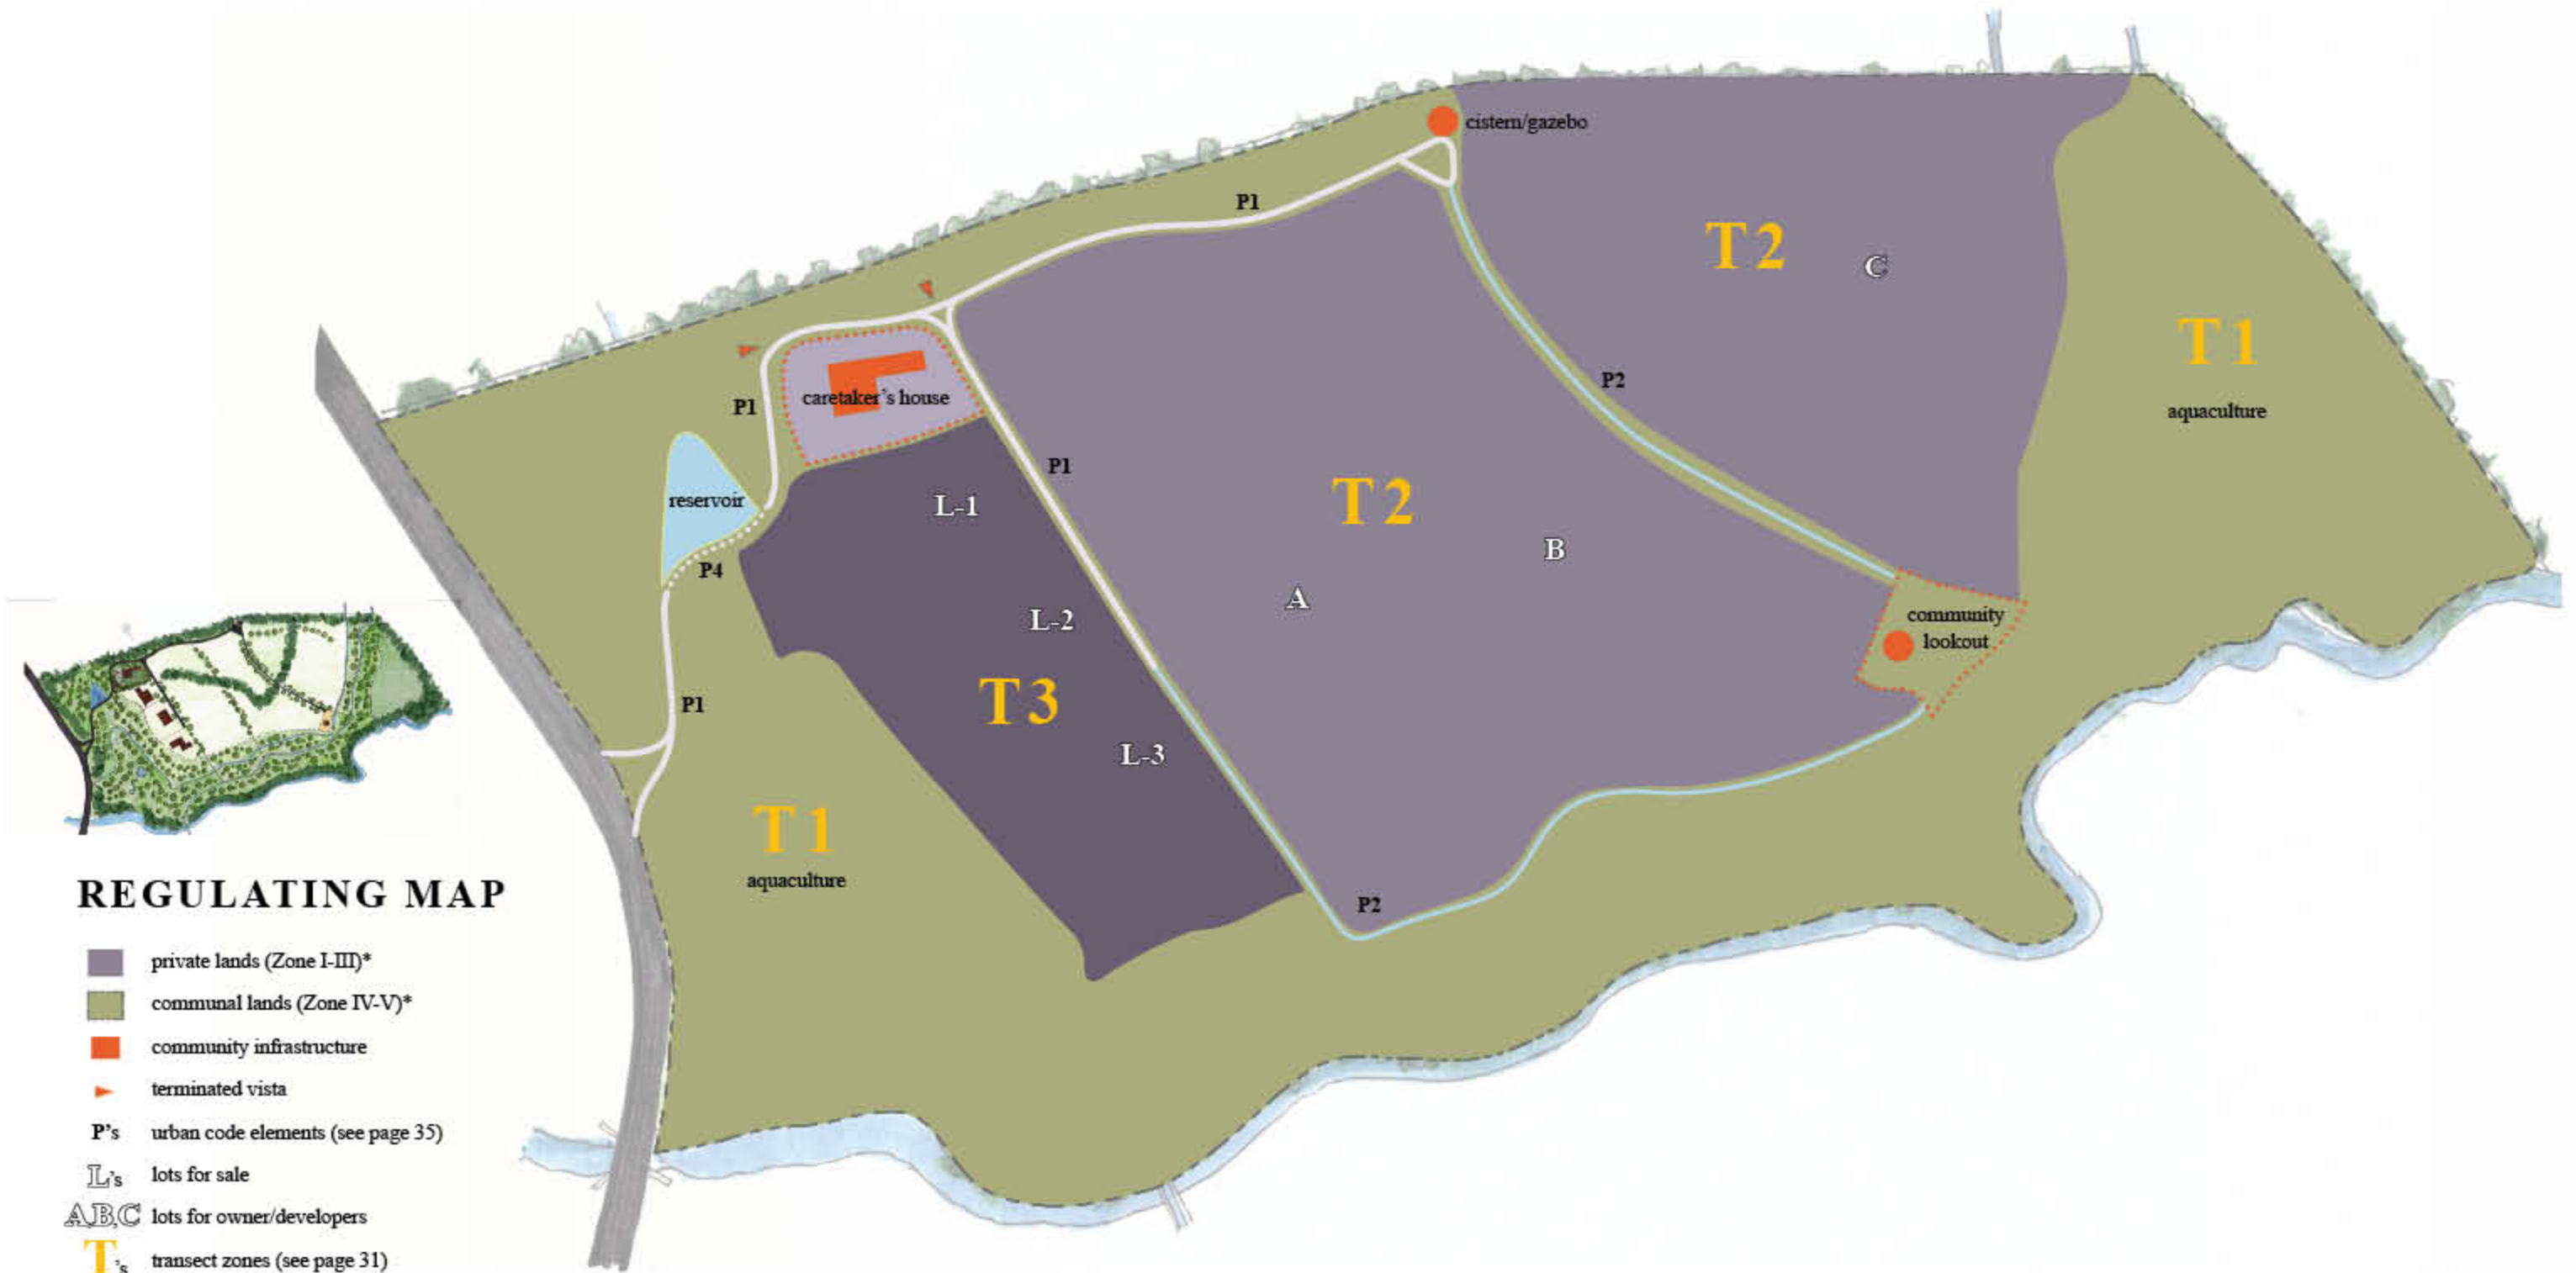 cistern/gazebo
P1
T2
C
T1
aquaculture
P2
caretaker's house
P1
P1
reservoir
L-1
T2
B
P4
A
L-2
community
lookout
T3
P1
L-3
T1
aquaculture
P2
REGULATING MAP
private lands (Zone I-III)*
communal lands (Zone IV-V)*
community infrastructure
terminated vista
P's urban code elements (see page 35)
L's lots for sale
A,B,C lots for owner/developers
T's transect zones (see page 31)